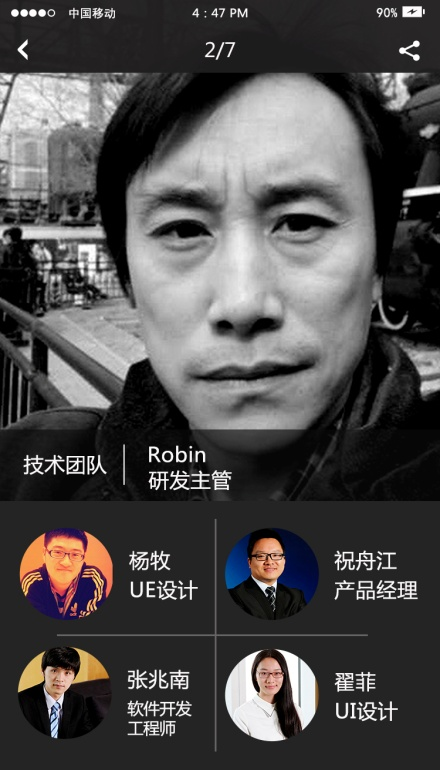 中国移动 4：47 PM 90%
2/7
技术团队
Robin
研发主管
杨牧
UE设计
祝舟江
产品经理
张兆南
软件开发
工程师
翟菲
UI设计